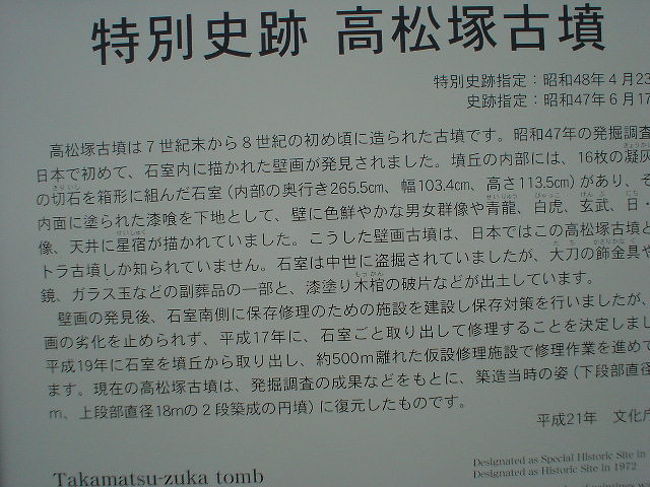 特別史跡 高松塚古墳
特別史跡指定：昭和48年４月23
史跡指定：昭和47年６月17
高松塚古墳は７世紀末から８世紀の初め頃に造られた古墳です。昭和47年の発掘調査
日本で初めて、石室内に描かれた壁画が発見されました。墳丘の内部には、16枚の凝灰
の切石を箱形に組んだ石室（内部の奥行き265.5㎝、幅103.4㎝、高さ113.5㎝）があり、そ
内面に塗られた漆喰を下地として、壁に色鮮やかな男女群像や青龍、白虎、玄武、日・
像、天井に星宿が描かれていました。こうした壁画古墳は、日本ではこの高松塚古墳と
トラ古墳しか知られていません。石室は中世に盗掘されていましたが、大刀の飾金具や
鏡、ガラス玉などの副葬品の一部と、漆塗り木棺の破片などが出土しています。
壁画の発見後、石室南側に保存修理のための施設を建設し保存対策を行いましたが、
画の劣化を止められず、平成17年に、石室ごと取り出して修理することを決定しまし
平成19年に石室を墳丘から取り出し、約500ｍ離れた仮設修理施設で修理作業を進めて
ます。現在の高松塚古墳は、発掘調査の成果などをもとに、築造当時の姿（下段部直径
ｍ、上段部直径18ｍの２段築成の円墳）に復元したものです。
平成21年 文化庁
Takamatsu-zuka tomb
Designated as Special Historic Site in
Designated as Historic Site in 1972